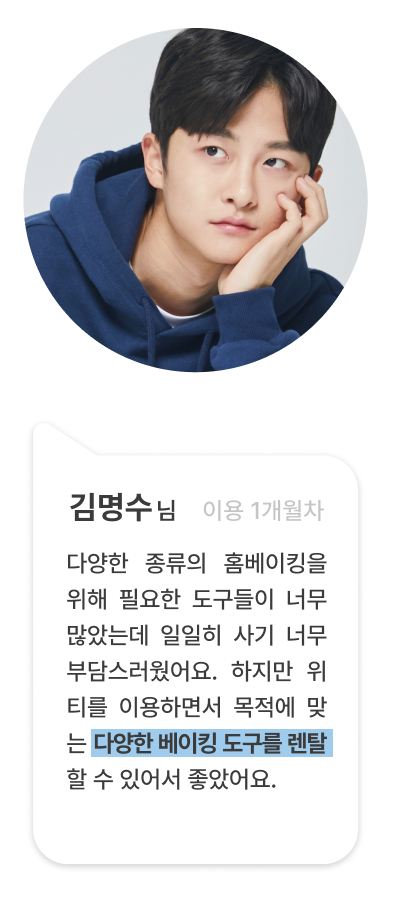 김명수 님 이용 1개월차
다양한 종류의 홈베이킹을
위해 필요한 도구들이 너무
많았는데 일일히 사기 너무
부담스러웠어요. 하지만 위
티를 이용하면서 목적에 맞
는 다양한 베이킹 도구를 렌탈
할 수 있어서 좋았어요.